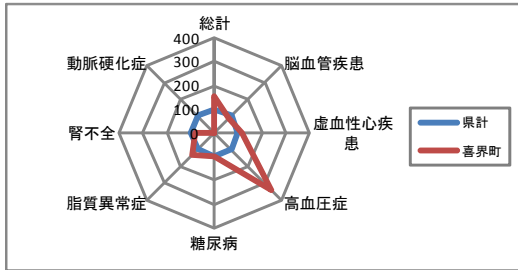 総計
400
300
200
100
0
脳血管疾患
虚血性心疾
患
高血圧症
糖尿病
脂質異常症
腎不全
動脈硬化症
県計
喜界町